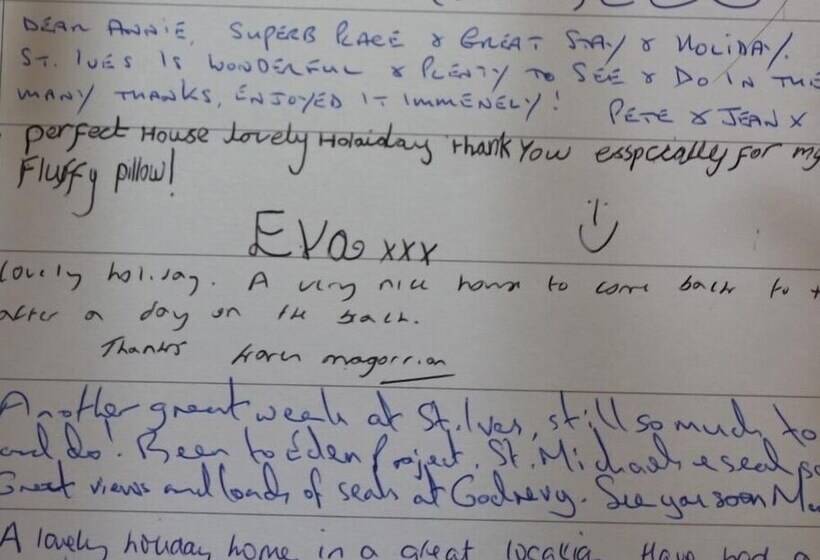 DEAR ANNIE, SUPERB PLACE & GREAT STAY & HOLIDAY.
ST. IVES IS WONDERFUL & PLENTY TO SEE & DO IN THE
MANY THANKS, ENJOYED IT IMMENELY! PETE & JEAN X
perfect House lovely Holaiday thank You esspcially for my
Fluffy pillow!
Eva xxx
lovely holiday. A very nice house to come back to
after a day on the beach.
Thanks magorrian
Another great week at St. Ives, still so much to
and do! Been to Eden Project, St. Michaels & seal
Great views and loads of seals at Godrevy. See you soon
A lovely holiday home in a great location. Have had a